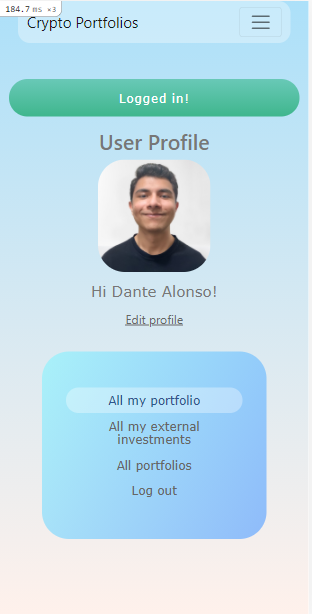 184.7 ms ×3
Crypto Portfolios
Logged in!
User Profile
Hi Dante Alonso!
Edit profile
All my portfolio
All my external
investments
All portfolios
Log out